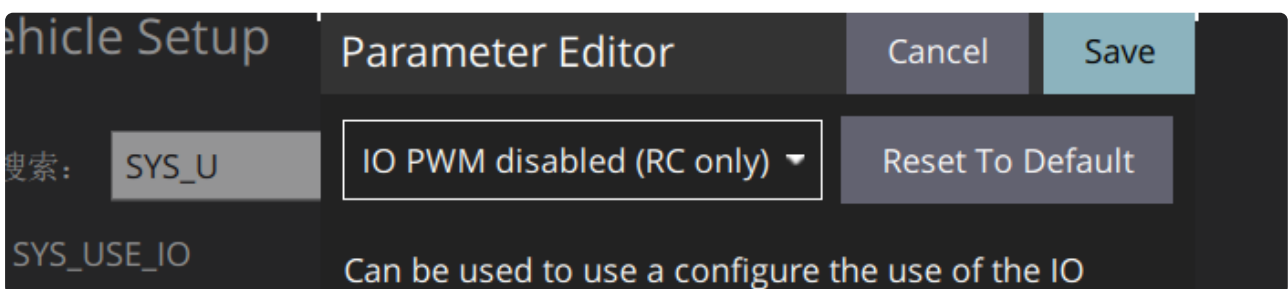 ehicle Setup
Parameter Editor
Cancel
Save
搜索：
SYS_U
IO PWM disabled (RC only)
Reset To Default
SYS_USE_IO
Can be used to use a configure the use of the IO